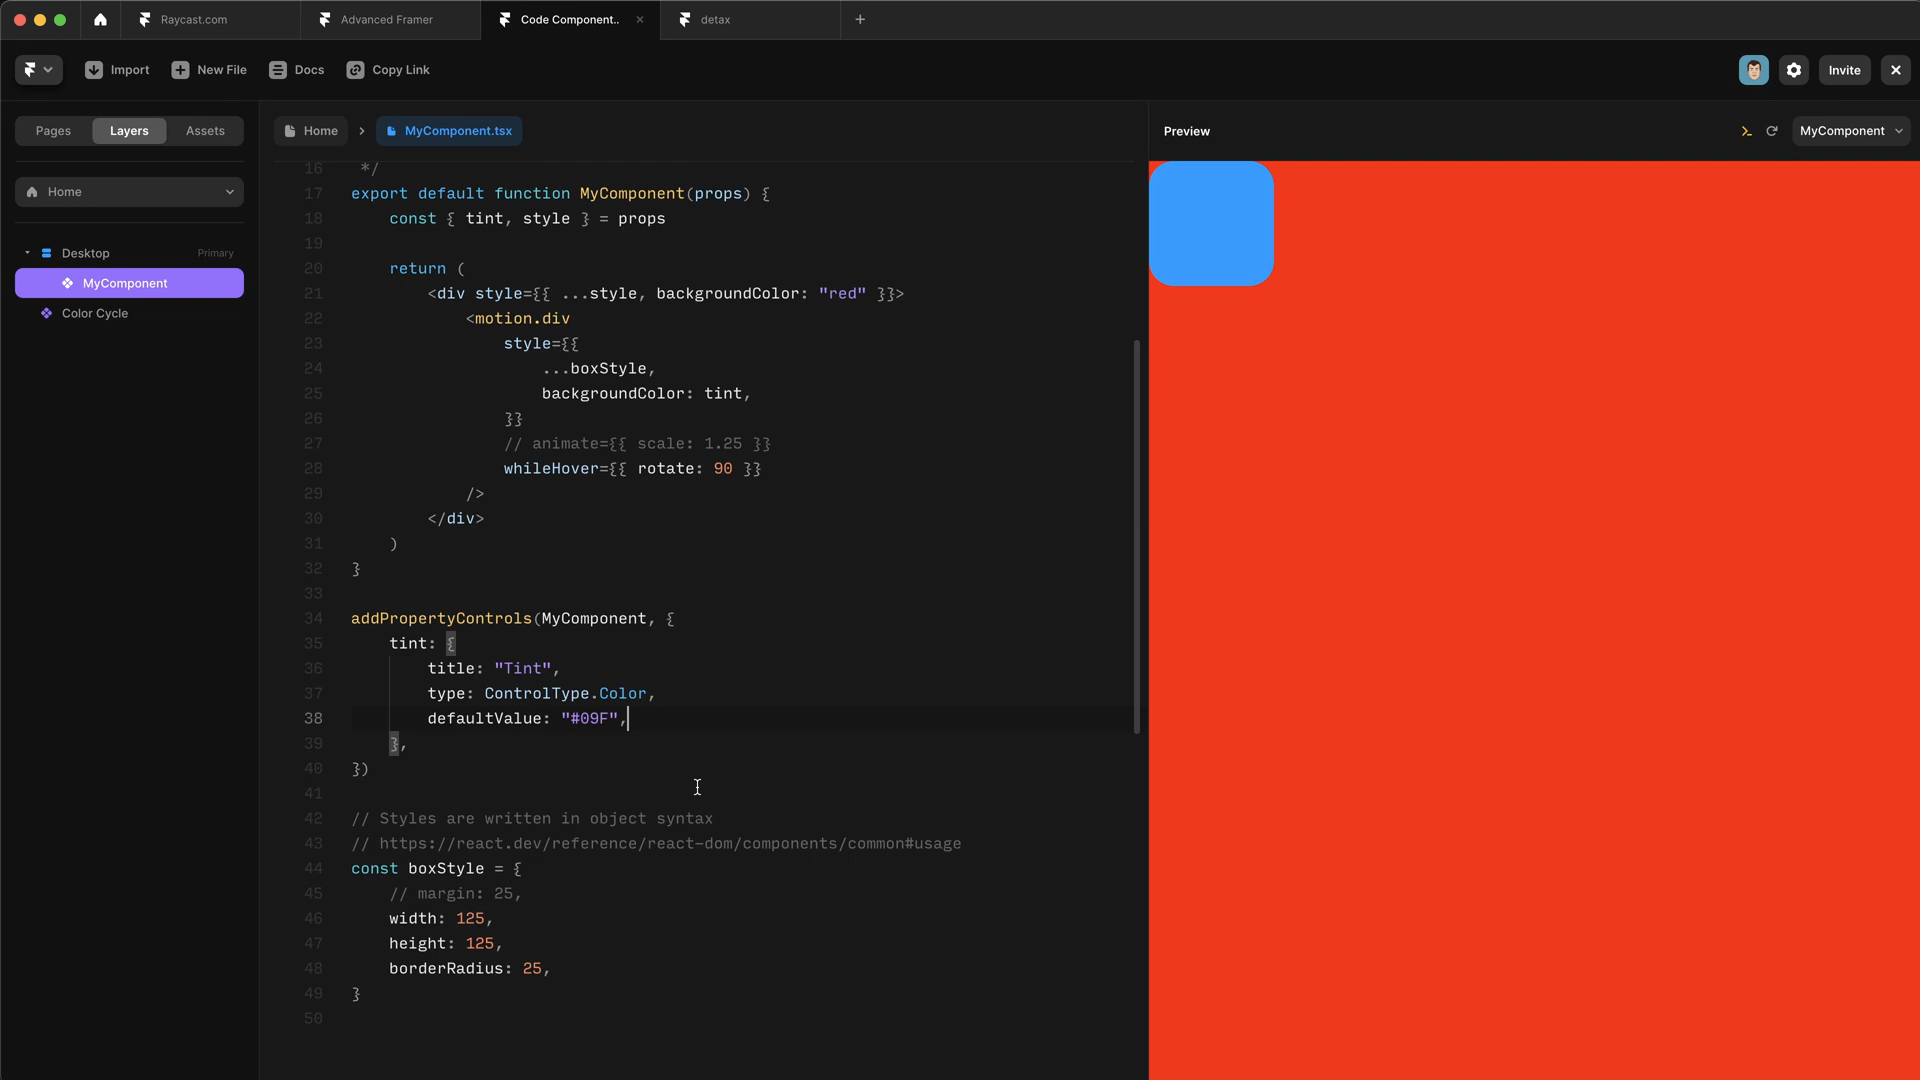 Raycast.com
Advanced Framer
Code Component..
detax
Import
New File
Docs
Copy Link
Invite
Pages
Layers
Assets
Home
MyComponent.tsx
Preview
MyComponent
Home
Desktop
Primary
MyComponent
Color Cycle
16 */
17 export default function MyComponent(props) {
18 const { tint, style } = props
19
20 return (
21 <div style={{ ...style, backgroundColor: "red" }}>
22 <motion.div
23 style={{
24 ...boxStyle,
25 backgroundColor: tint,
26 }}
27 // animate={{ scale: 1.25 }}
28 whileHover={{ rotate: 90 }}
29 />
30 </div>
31 )
32 }
33
34 addPropertyControls(MyComponent, {
35 tint: {
36 title: "Tint",
37 type: ControlType.Color,
38 defaultValue: "#09F",
39 },
40 })
41
42 // Styles are written in object syntax
43 // https://react.dev/reference/react-dom/components/common#usage
44 const boxStyle = {
45 // margin: 25,
46 width: 125,
47 height: 125,
48 borderRadius: 25,
49 }
50